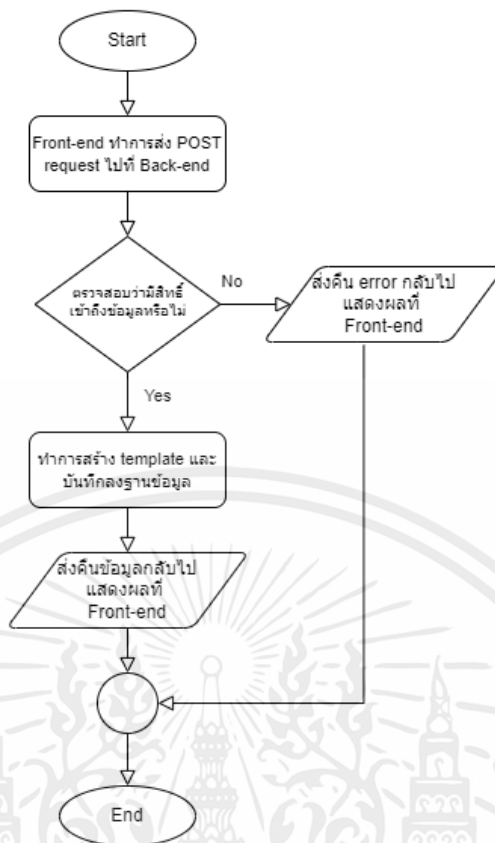 Start
Front-end ทำการส่ง POST
request ไปที่ Back-end
ตรวจสอบว่ามีสิทธิ์
เข้าถึงข้อมูลหรือไม่
No
ส่งคืน error กลับไป
แสดงผลที่
Front-end
Yes
ทำการสร้าง template และ
บันทึกลงฐานข้อมูล
ส่งคืนข้อมูลกลับไป
แสดงผลที่
Front-end
End